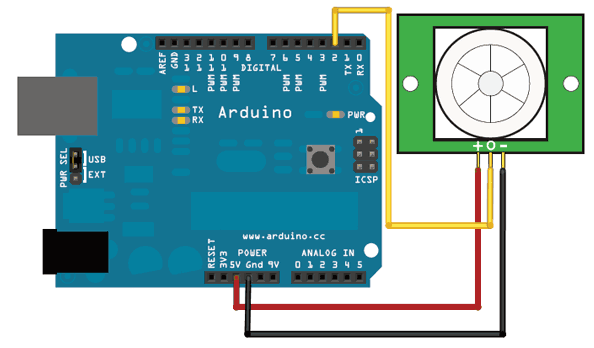 AREF
GND
13
12
11
10
9
8
7
6
5
4
3
2
1
0
PWM
PWM
PWM
PWM
PWM
PWM
TX
RX
DIGITAL
L
TX
RX
Arduino
PWR
1
ICSP
PWR SEL
USB
EXT
www.arduino.cc
POWER
ANALOG IN
RESET
3V3
5V Gnd 9V
0 1 2 3 4 5
+ O -